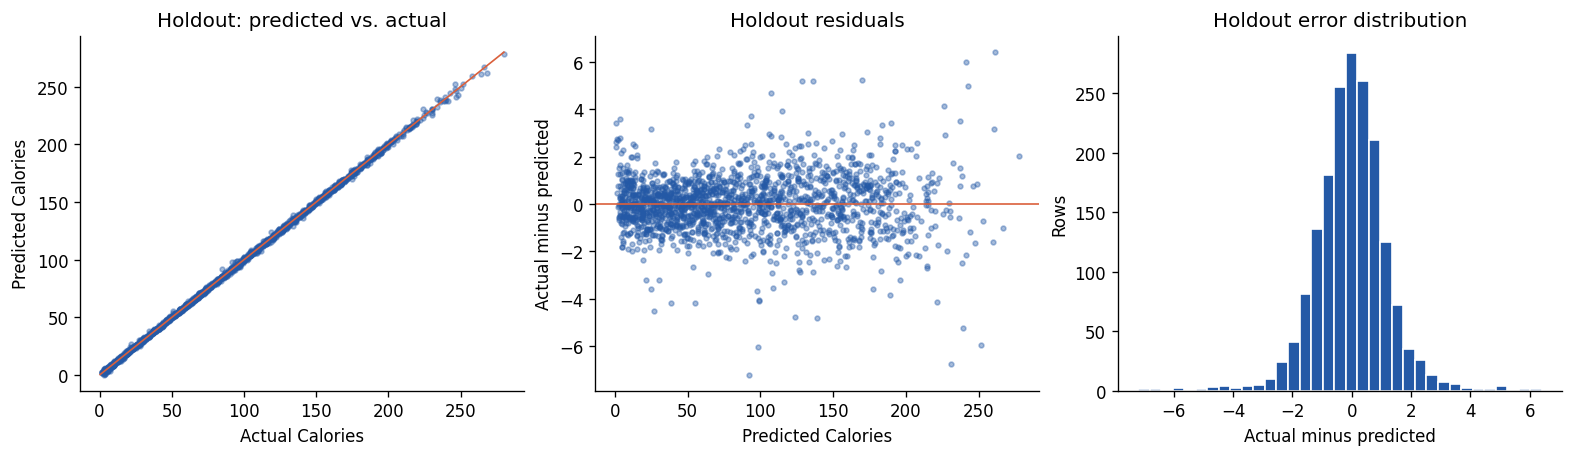 Holdout: predicted vs. actual
Predicted Calories
250
200
150
100
50
0
0 50 100 150 200 250
Actual Calories
Holdout residuals
Actual minus predicted
6
4
2
0
−2
−4
−6
0 50 100 150 200 250
Predicted Calories
Holdout error distribution
Rows
250
200
150
100
50
0
−6 −4 −2 0 2 4 6
Actual minus predicted